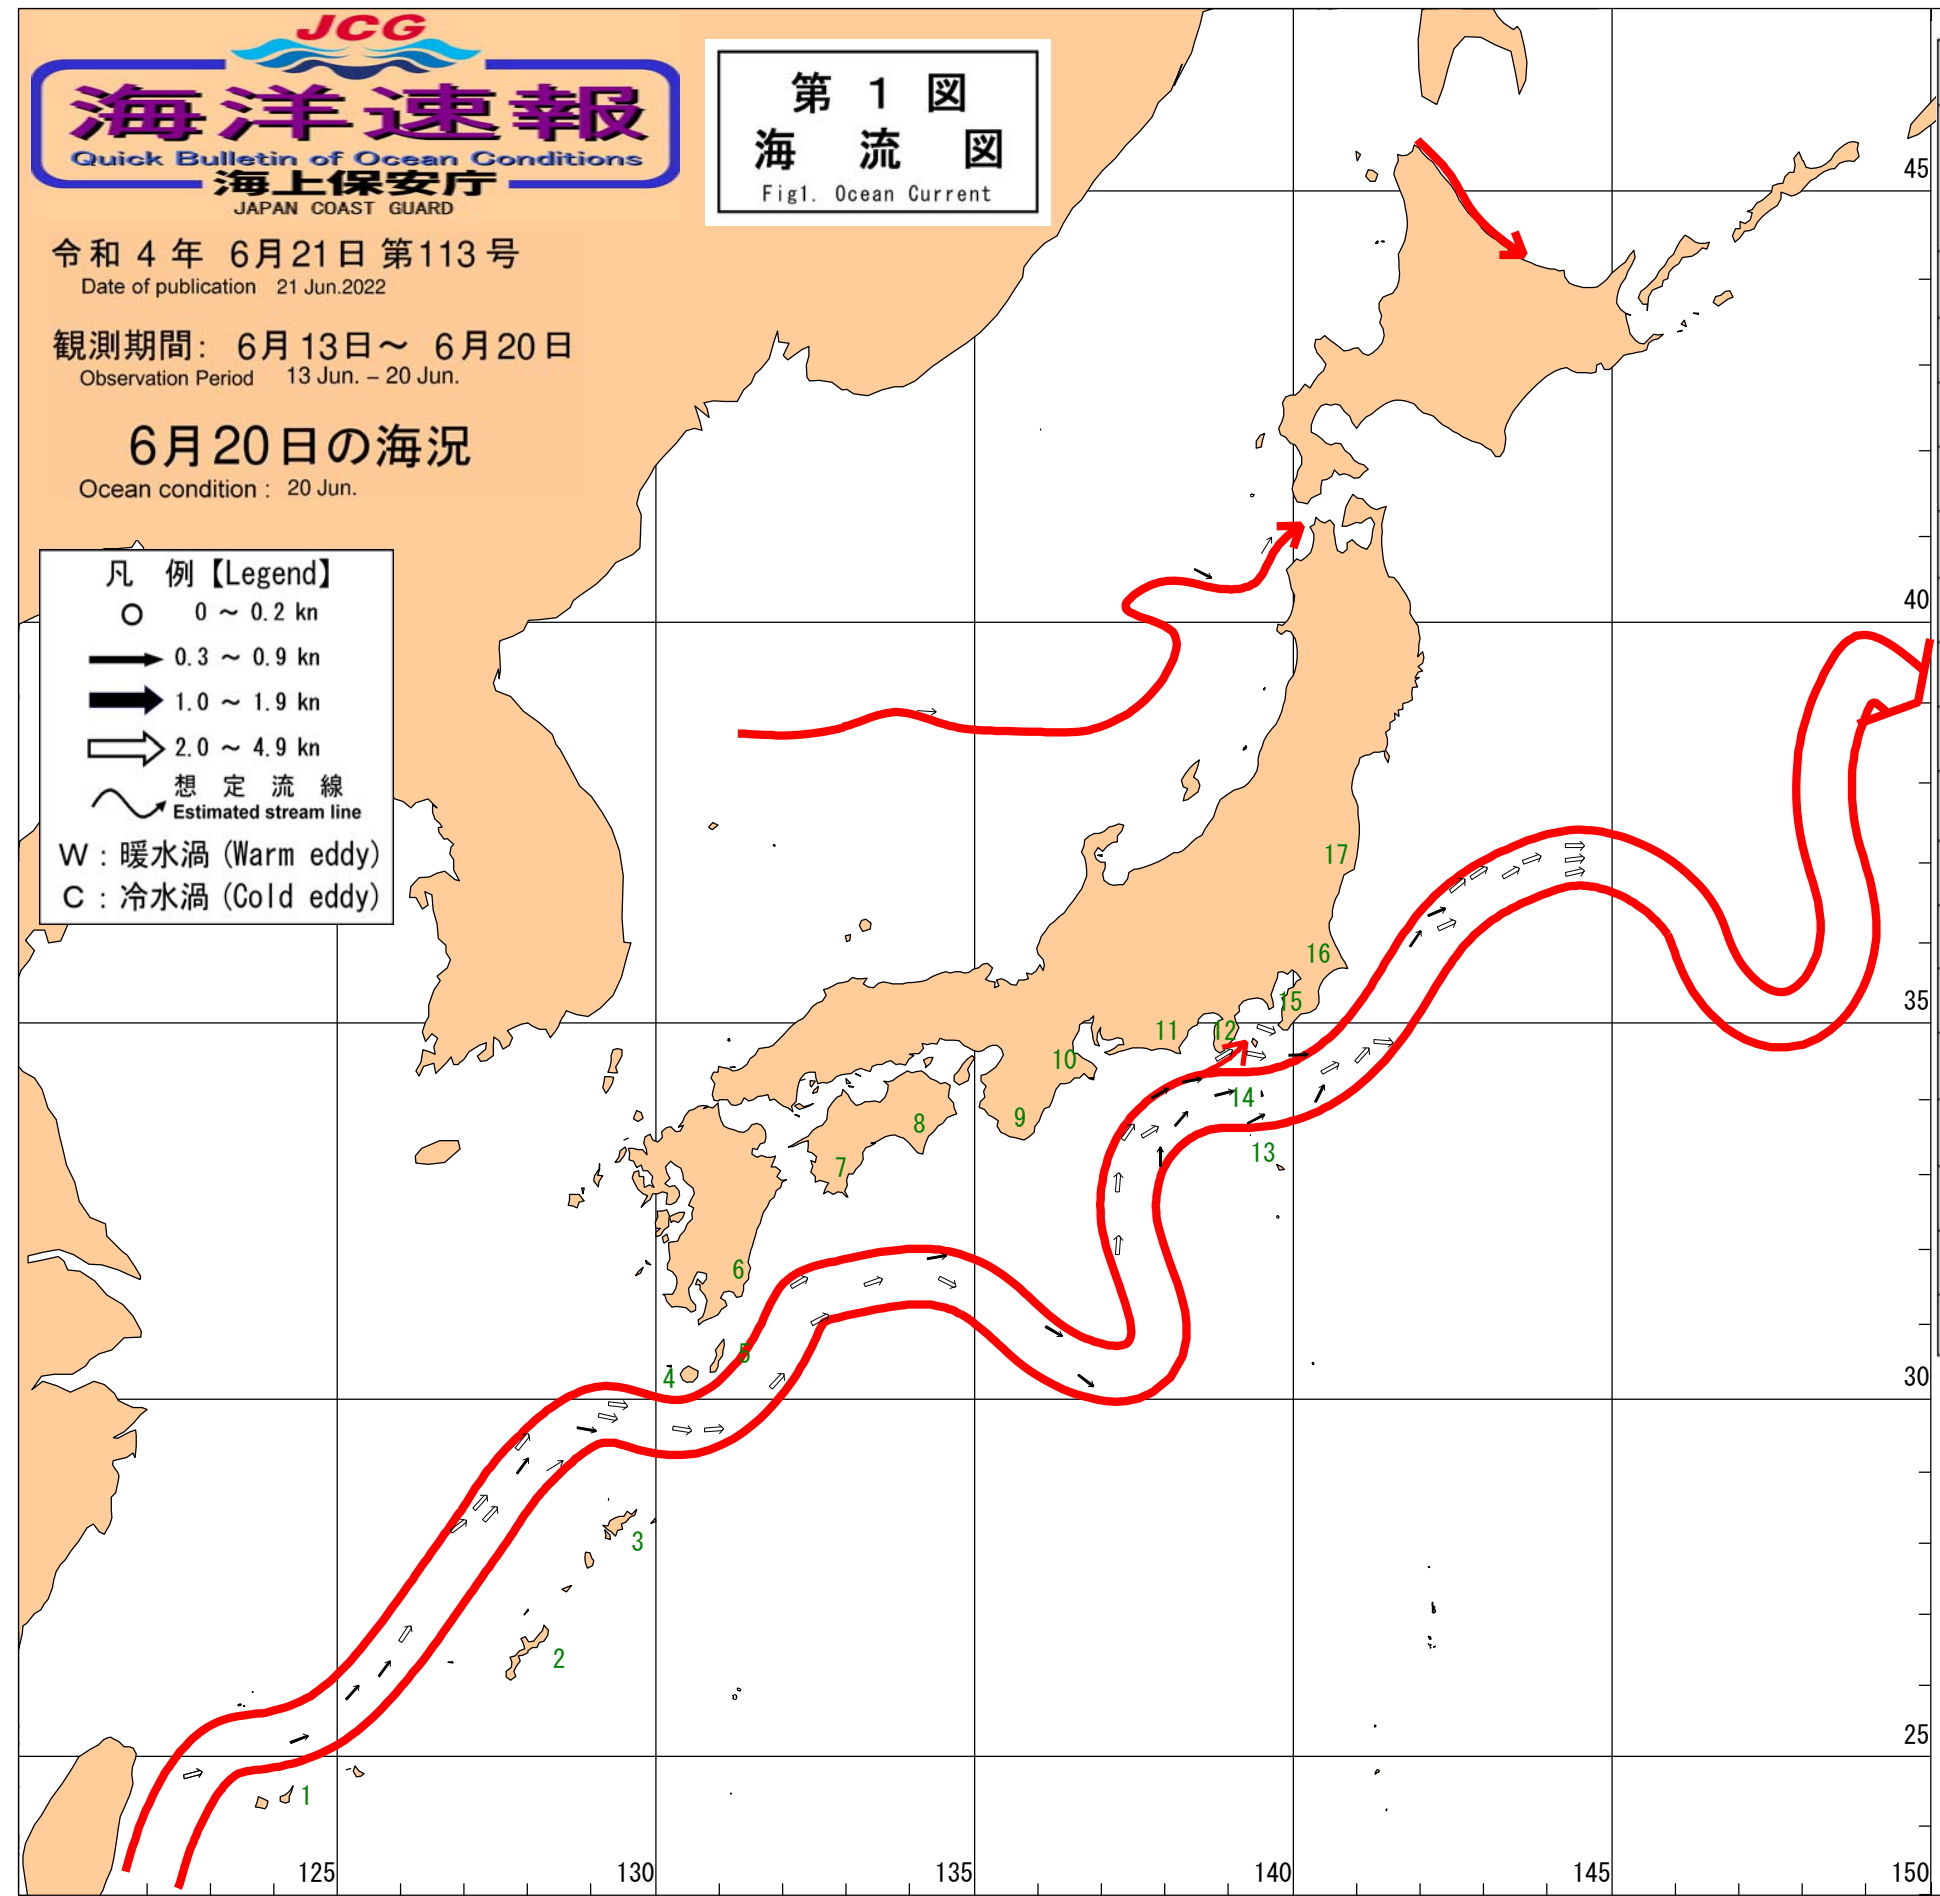 JCG
海洋速報
Quick Bulletin of Ocean Conditions
海上保安庁
JAPAN COAST GUARD
第 1 図
海 流 図
Fig1. Ocean Current
令和 4 年 6月21日 第113号
Date of publication 21 Jun.2022
観測期間: 6月13日～ 6月20日
Observation Period 13 Jun. – 20 Jun.
6月20日の海況
Ocean condition : 20 Jun.
凡 例【Legend】
0 ～ 0.2 kn
0.3 ～ 0.9 kn
1.0 ～ 1.9 kn
2.0 ～ 4.9 kn
想 定 流 線
Estimated stream line
W : 暖水渦 (Warm eddy)
C : 冷水渦 (Cold eddy)
45
40
17
16
35
15
11
12
10
14
9
8
13
7
6
5
4
30
3
2
25
1
125
130
135
140
145
150